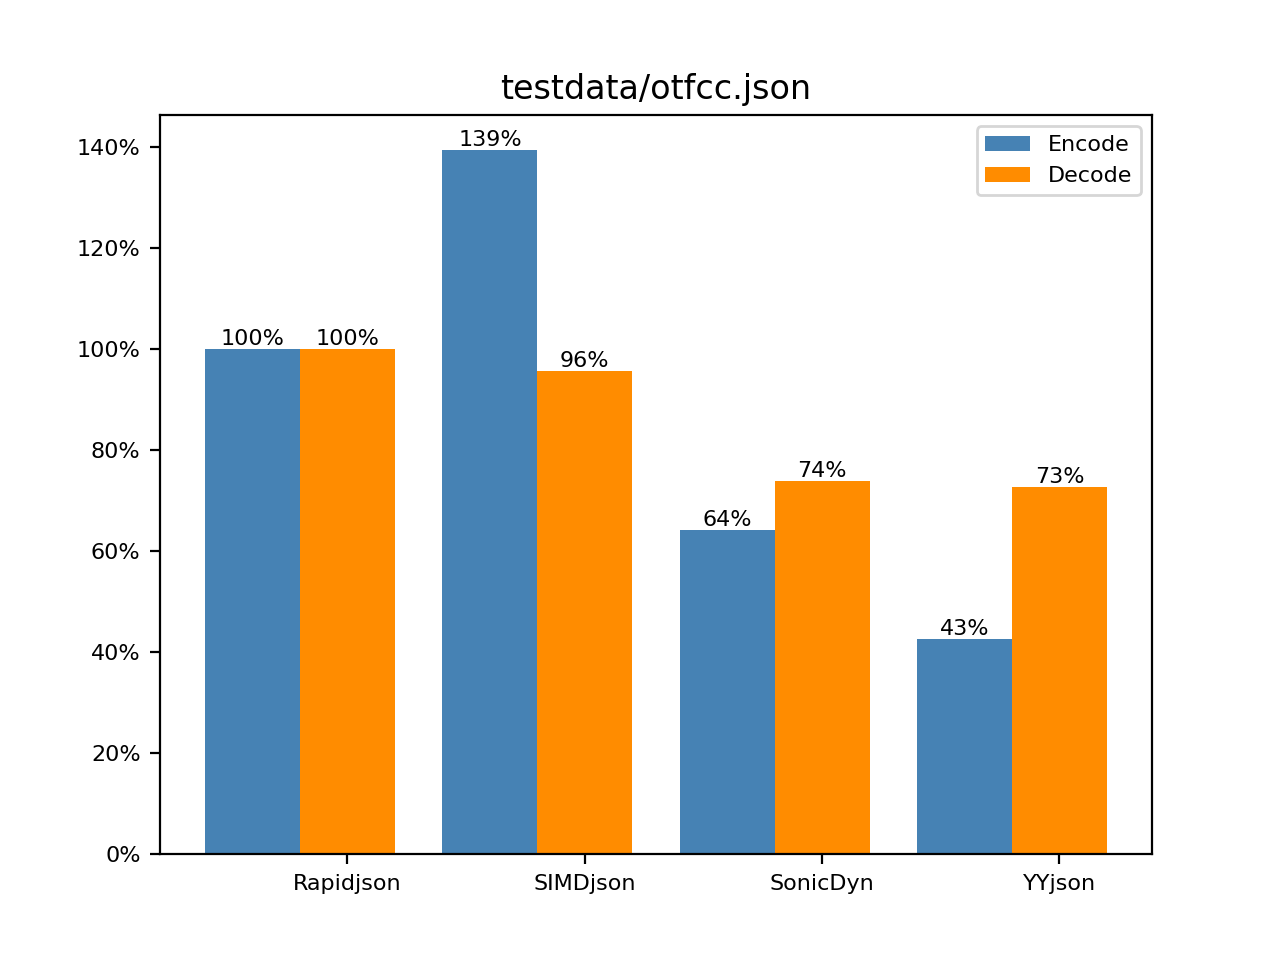 testdata/otfcc.json
Encode
Decode
140%
120%
100%
80%
60%
40%
20%
0%
100%
100%
139%
96%
64%
74%
43%
73%
Rapidjson
SIMDjson
SonicDyn
YYjson